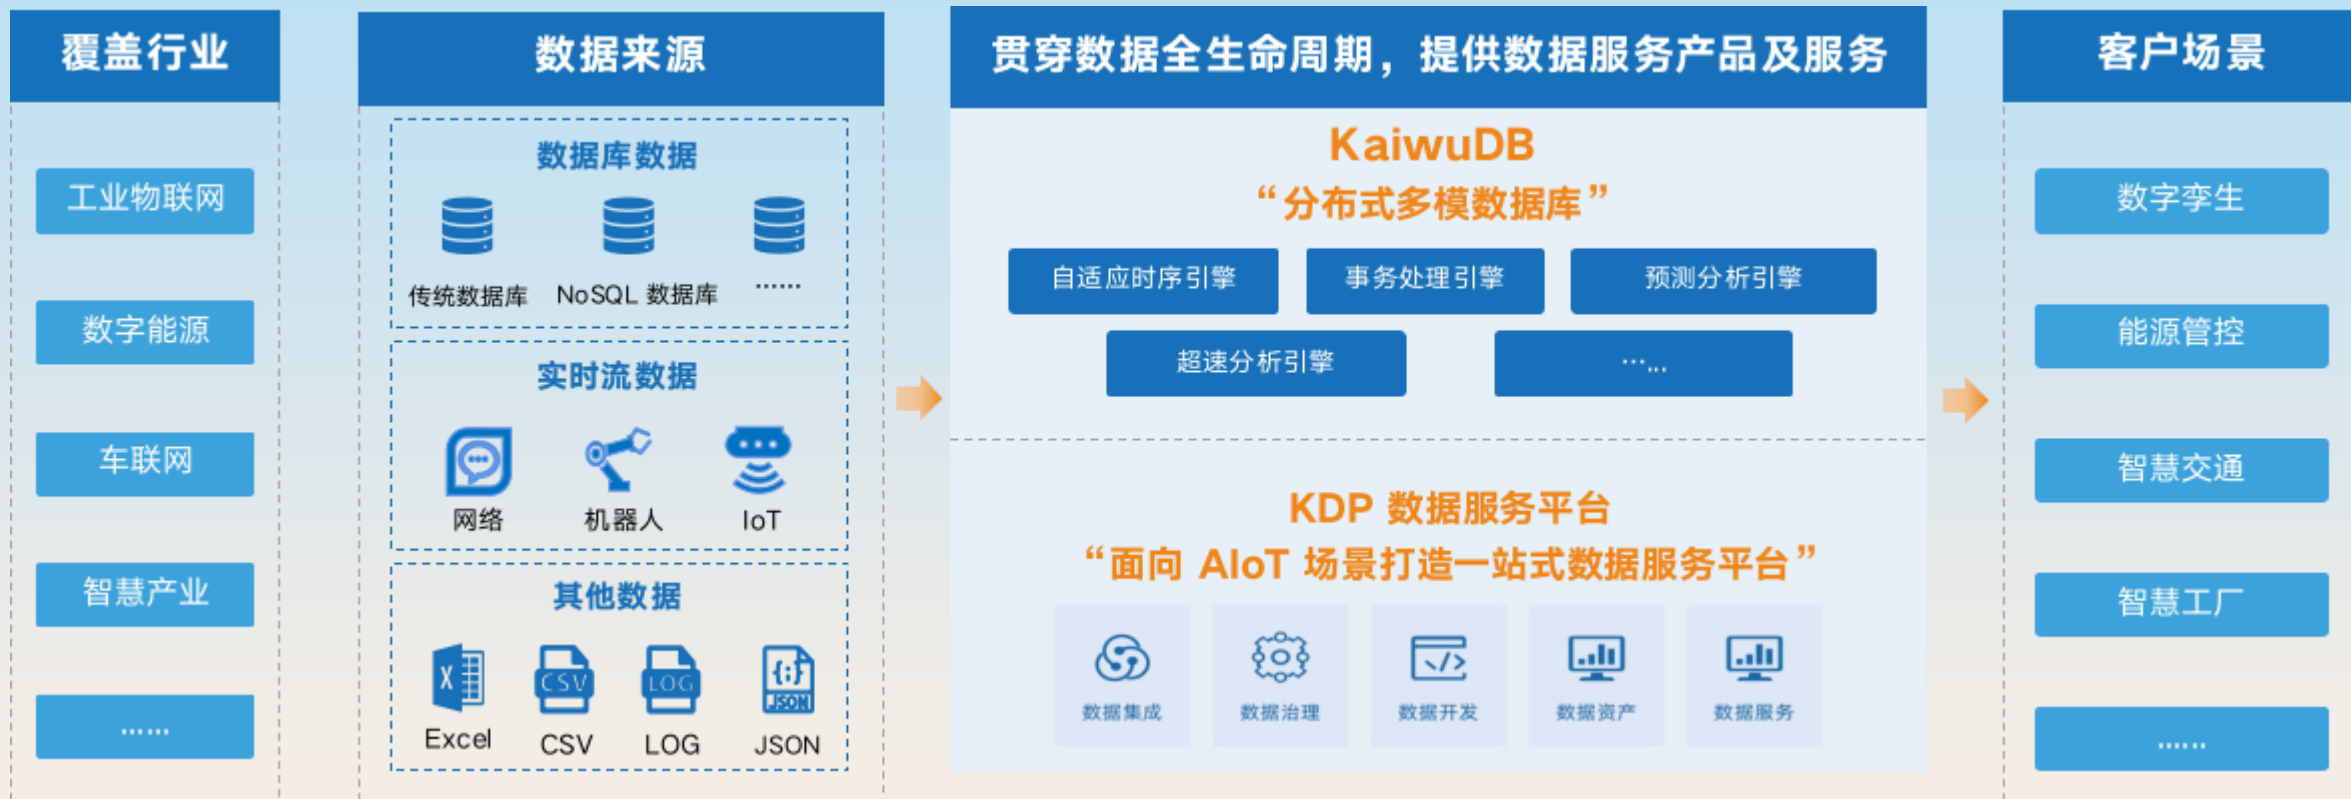 覆盖行业
工业物联网
数字能源
车联网
智慧产业
......
数据来源
数据库数据
传统数据库
NoSQL 数据库
......
实时流数据
网络
机器人
IoT
其他数据
CSV
LOG
{;}
JSON
X
Excel
CSV
LOG
JSON
贯穿数据全生命周期，提供数据服务产品及服务
KaiwuDB
“分布式多模数据库”
自适应时序引擎
事务处理引擎
预测分析引擎
超速分析引擎
......
KDP 数据服务平台
“面向 AIoT 场景打造一站式数据服务平台”
数据集成
数据治理
数据开发
数据资产
数据服务
客户场景
数字孪生
能源管控
智慧交通
智慧工厂
......